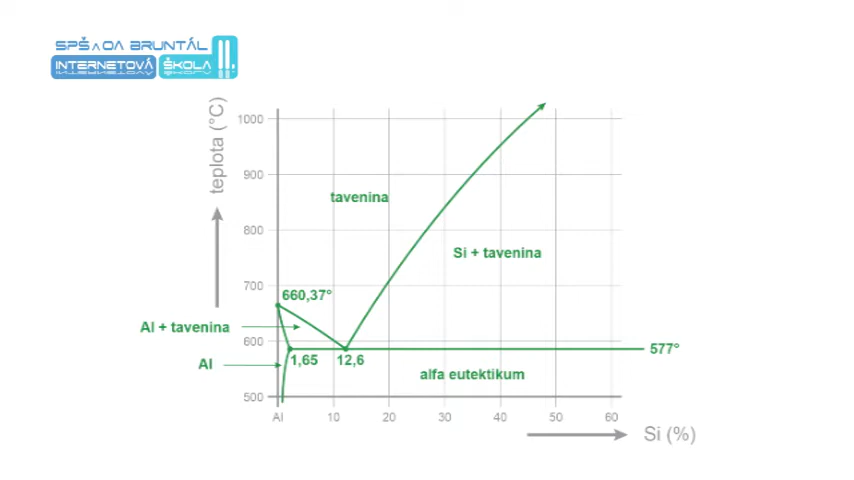 SPŠ A OA BRUNTÁL
INTERNETOVÁ ŠKOLA
teplota (°C)
1000
900
800
700
600
500
tavenina
Si + tavenina
660,37°
Al + tavenina
Al
1,65
12,6
577°
alfa eutektikum
Al
10
20
30
40
50
60
Si (%)